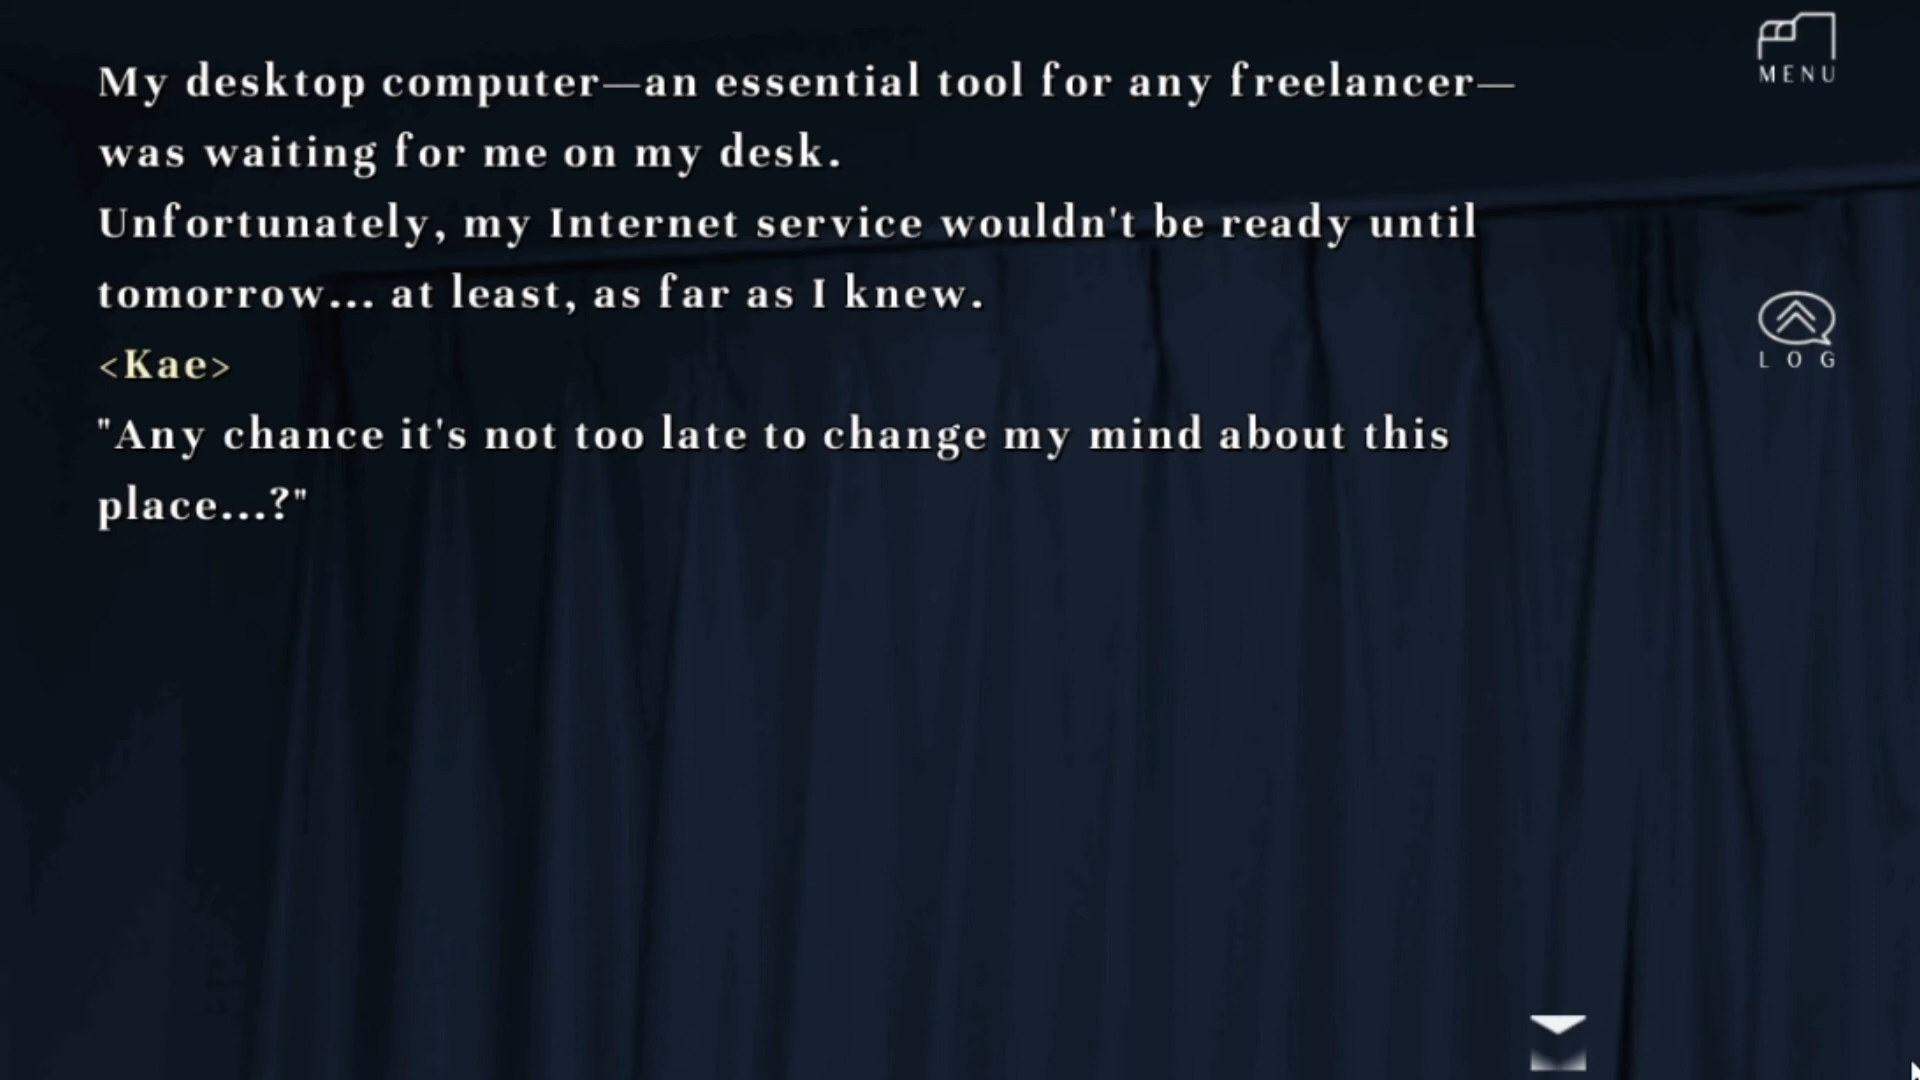 My desktop computer—an essential tool for any freelancer—
was waiting for me on my desk.
Unfortunately, my Internet service wouldn't be ready until
tomorrow... at least, as far as I knew.
<Kae>
"Any chance it's not too late to change my mind about this
place...?"
MENU
LOG